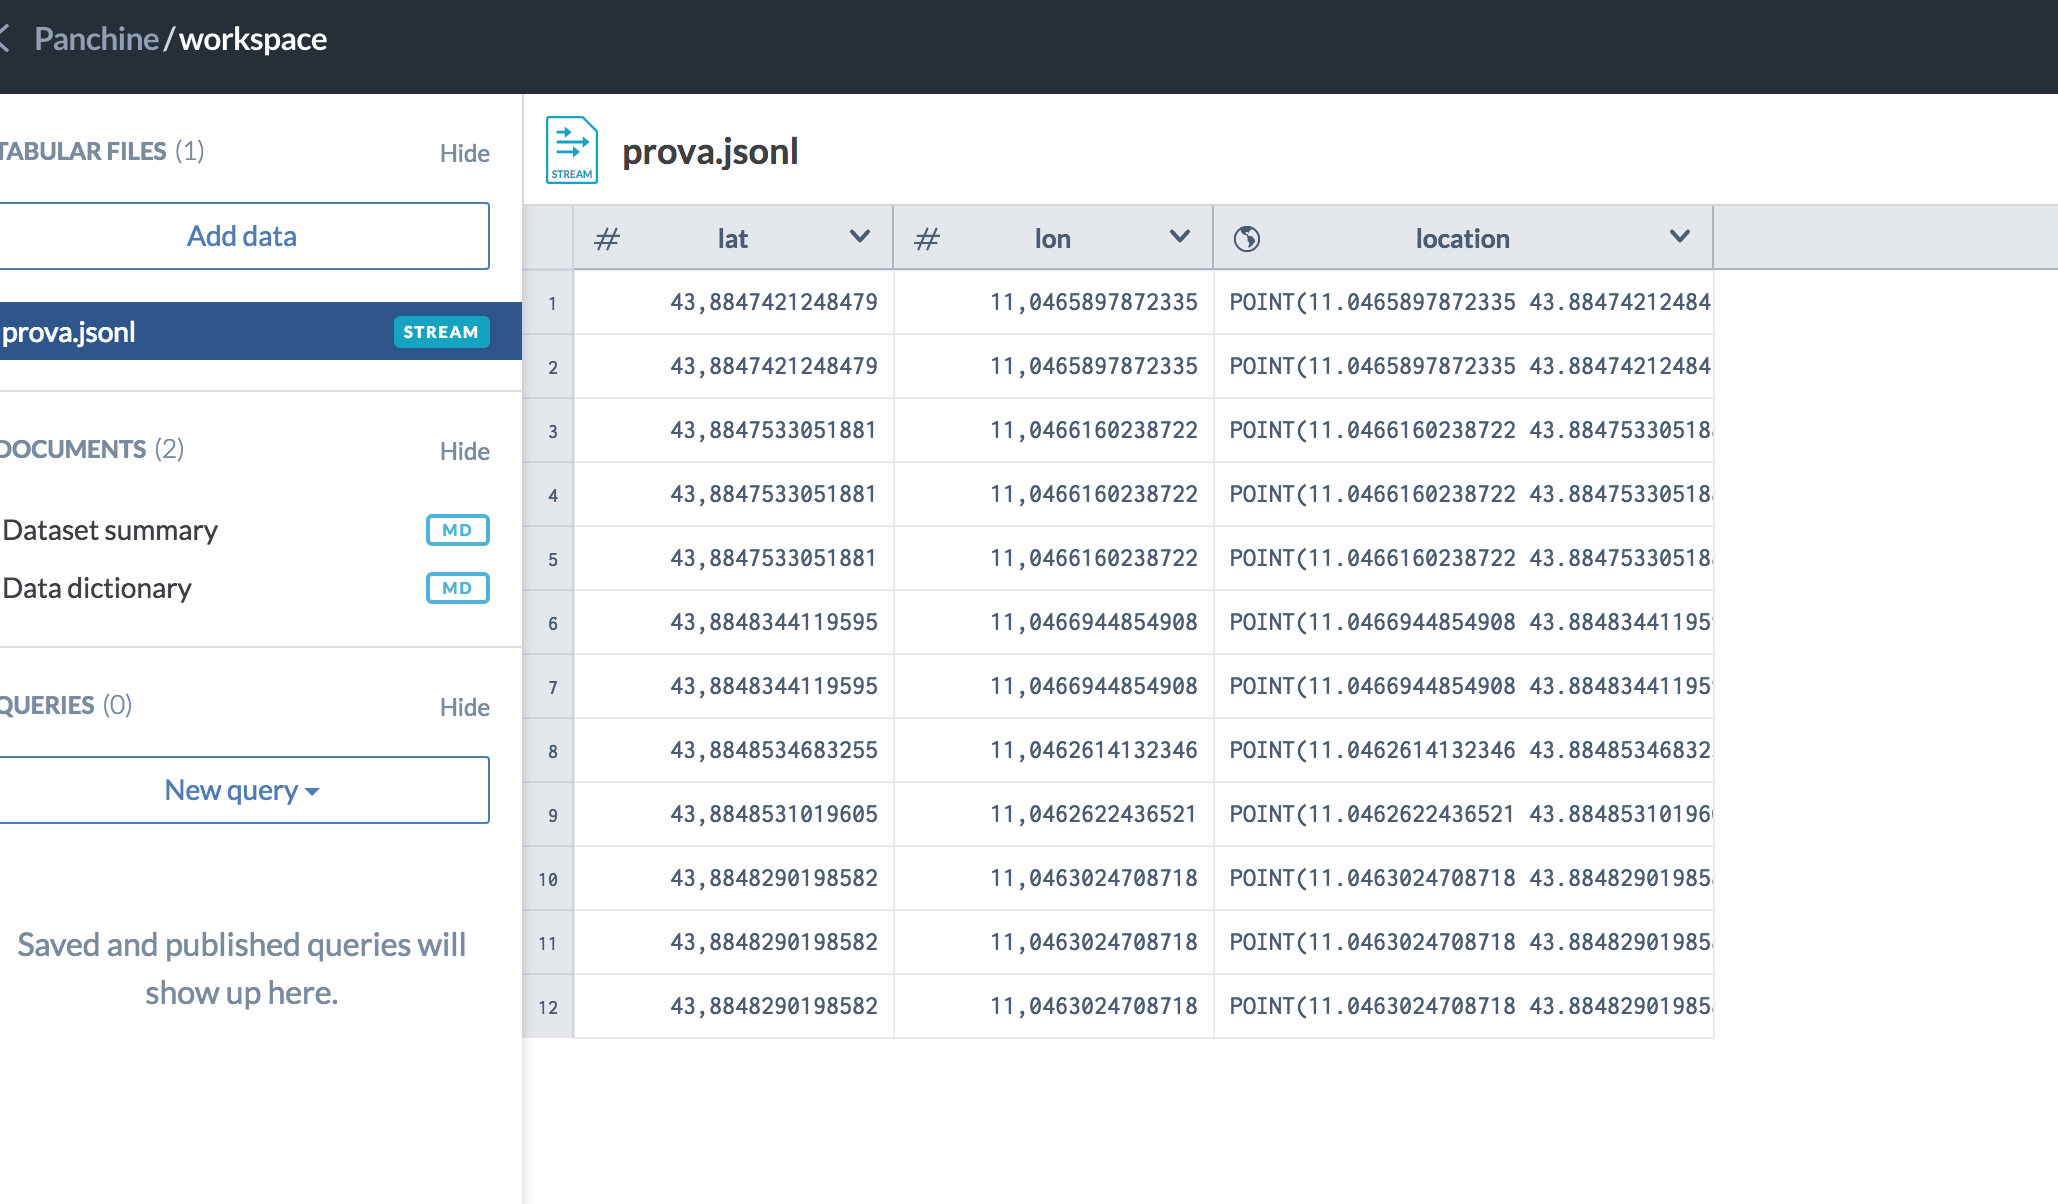 Panchine/workspace
TABULAR FILES (1) Hide
Add data
prova.jsonl STREAM
DOCUMENTS (2) Hide
Dataset summary MD
Data dictionary MD
QUERIES (0) Hide
New query
Saved and published queries will
show up here.
STREAM
prova.jsonl
# lat # lon location
1 43,8847421248479 11,0465897872335 POINT(11.0465897872335 43.88474212484
2 43,8847421248479 11,0465897872335 POINT(11.0465897872335 43.88474212484
3 43,8847533051881 11,0466160238722 POINT(11.0466160238722 43.88475330518
4 43,8847533051881 11,0466160238722 POINT(11.0466160238722 43.88475330518
5 43,8847533051881 11,0466160238722 POINT(11.0466160238722 43.88475330518
6 43,8848344119595 11,0466944854908 POINT(11.0466944854908 43.88483441195
7 43,8848344119595 11,0466944854908 POINT(11.0466944854908 43.88483441195
8 43,8848534683255 11,0462614132346 POINT(11.0462614132346 43.88485346832
9 43,8848531019605 11,0462622436521 POINT(11.0462622436521 43.88485310196
10 43,8848290198582 11,0463024708718 POINT(11.0463024708718 43.88482901985
11 43,8848290198582 11,0463024708718 POINT(11.0463024708718 43.88482901985
12 43,8848290198582 11,0463024708718 POINT(11.0463024708718 43.88482901985